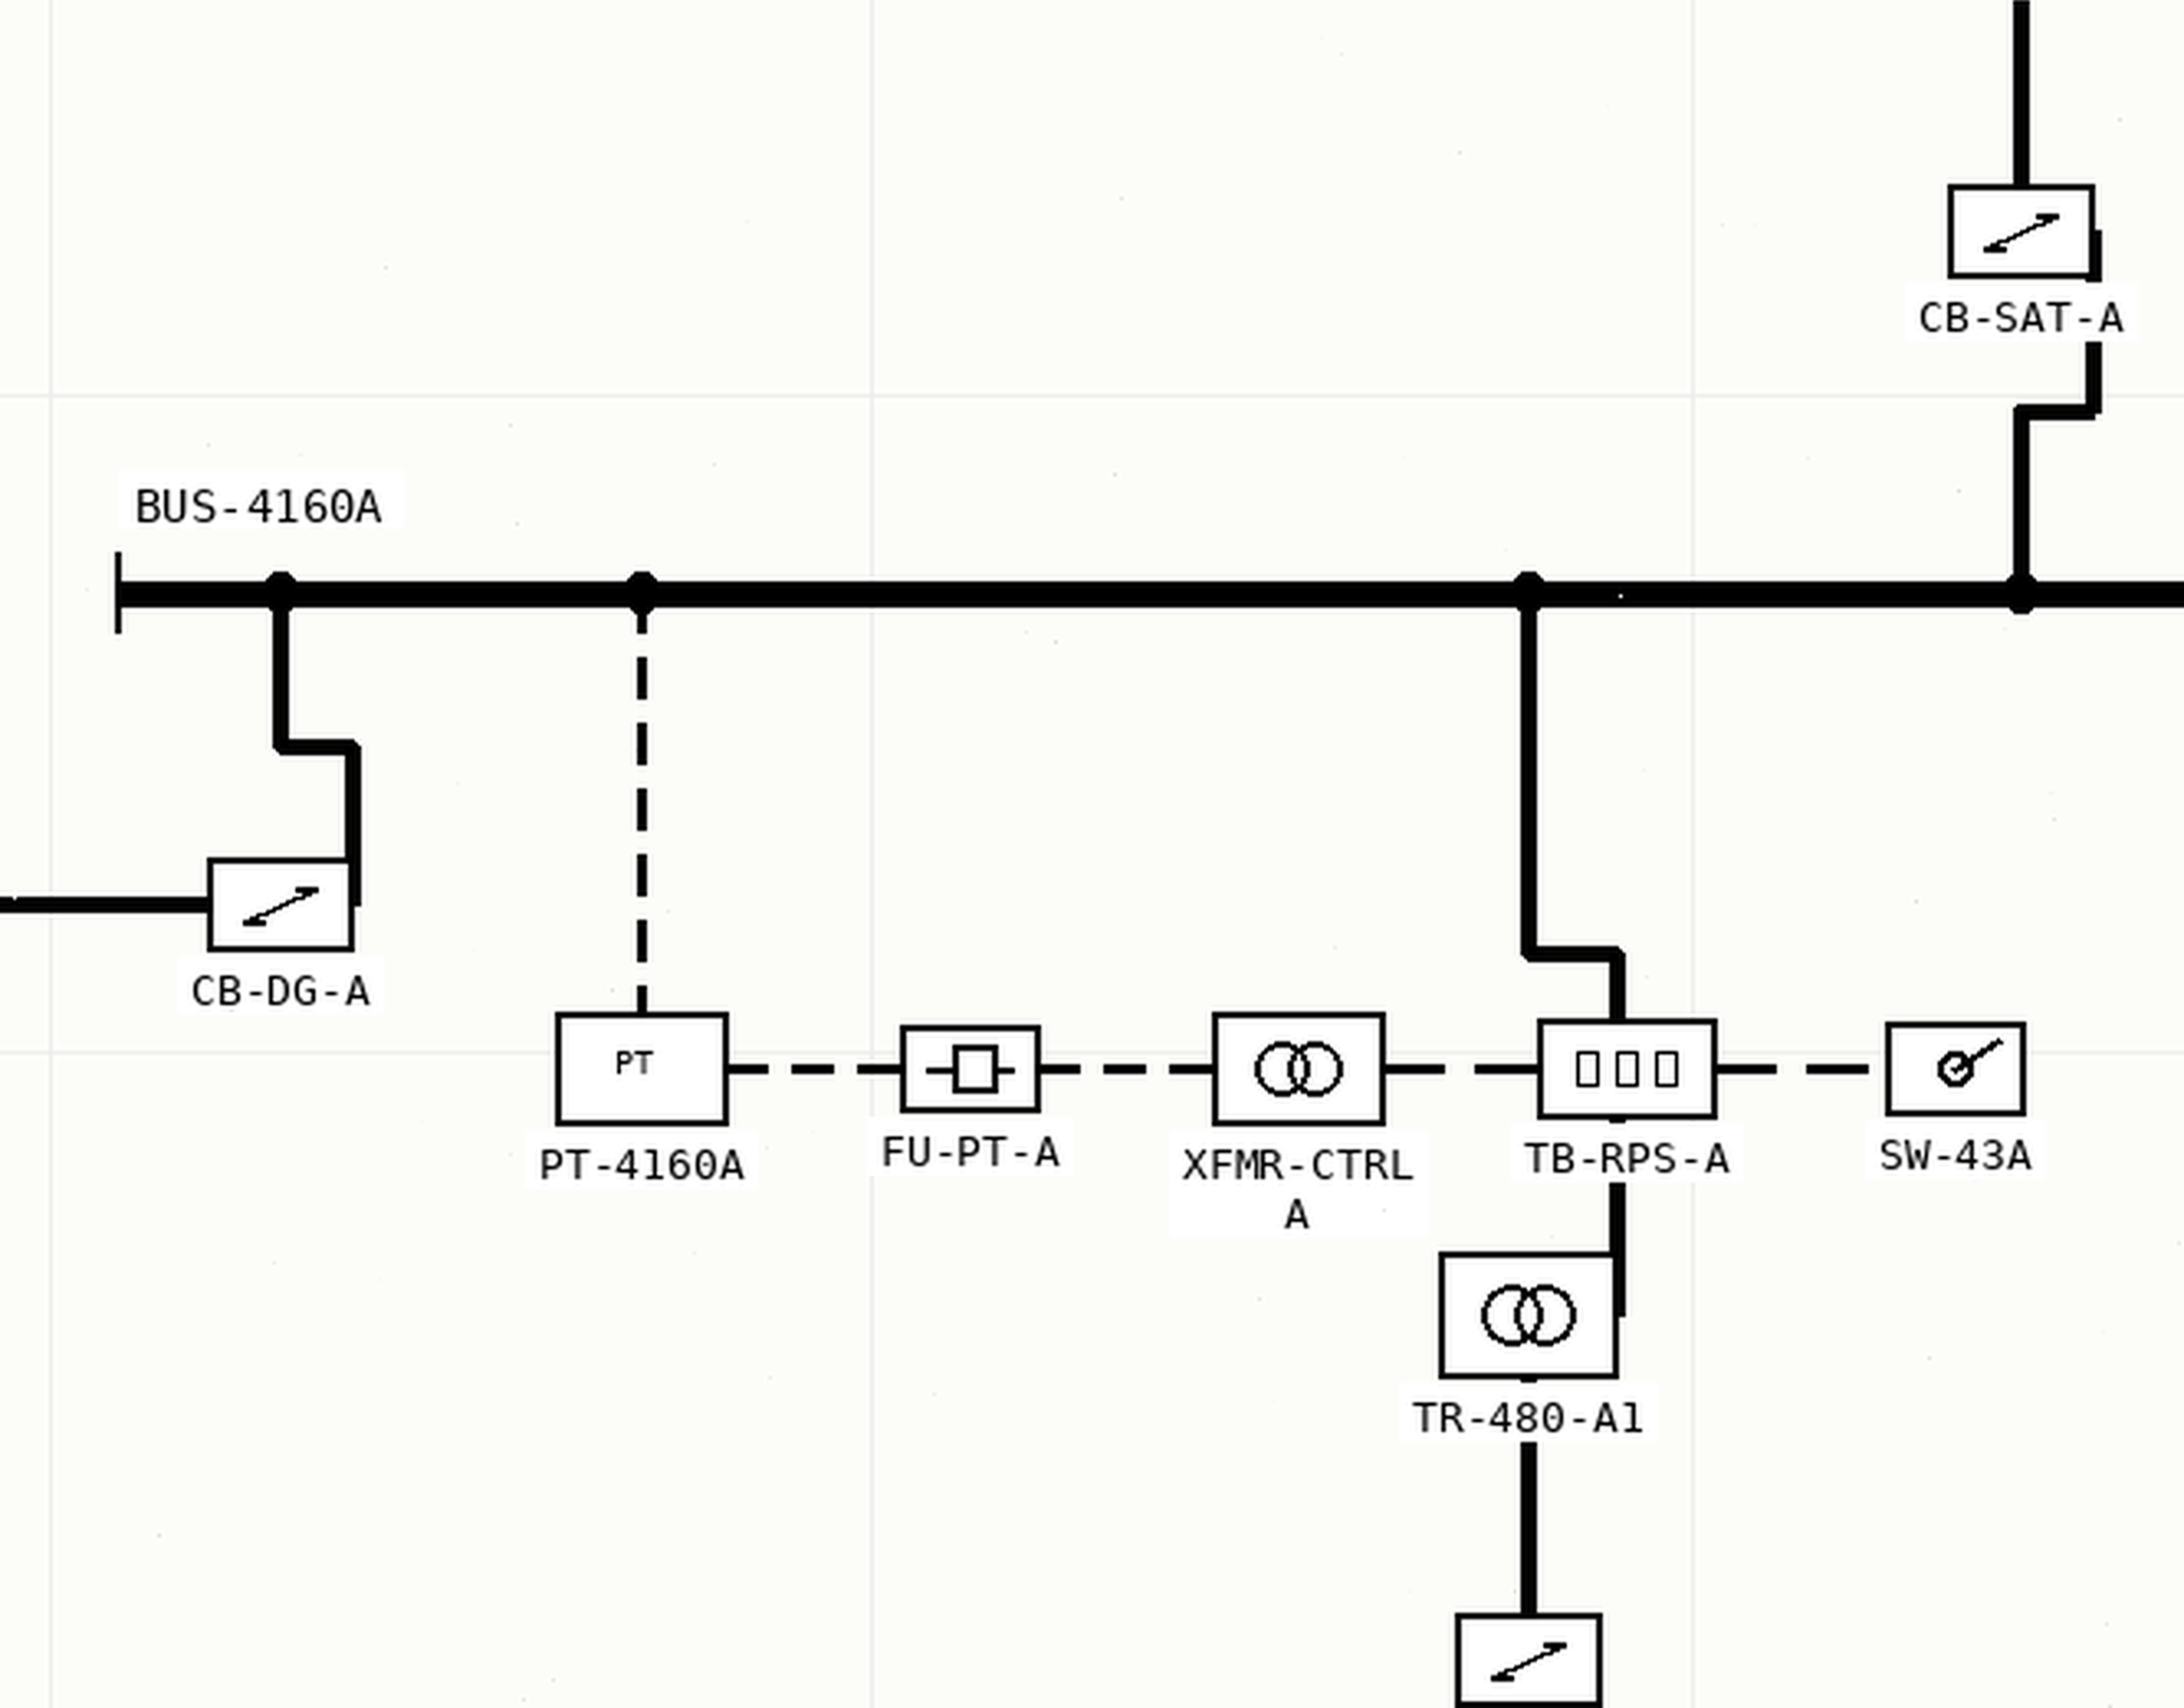 CB-SAT-A
BUS-4160A
CB-DG-A
PT
PT-4160A
FU-PT-A
XFMR-CTRL
A
TB-RPS-A
SW-43A
TR-480-A1